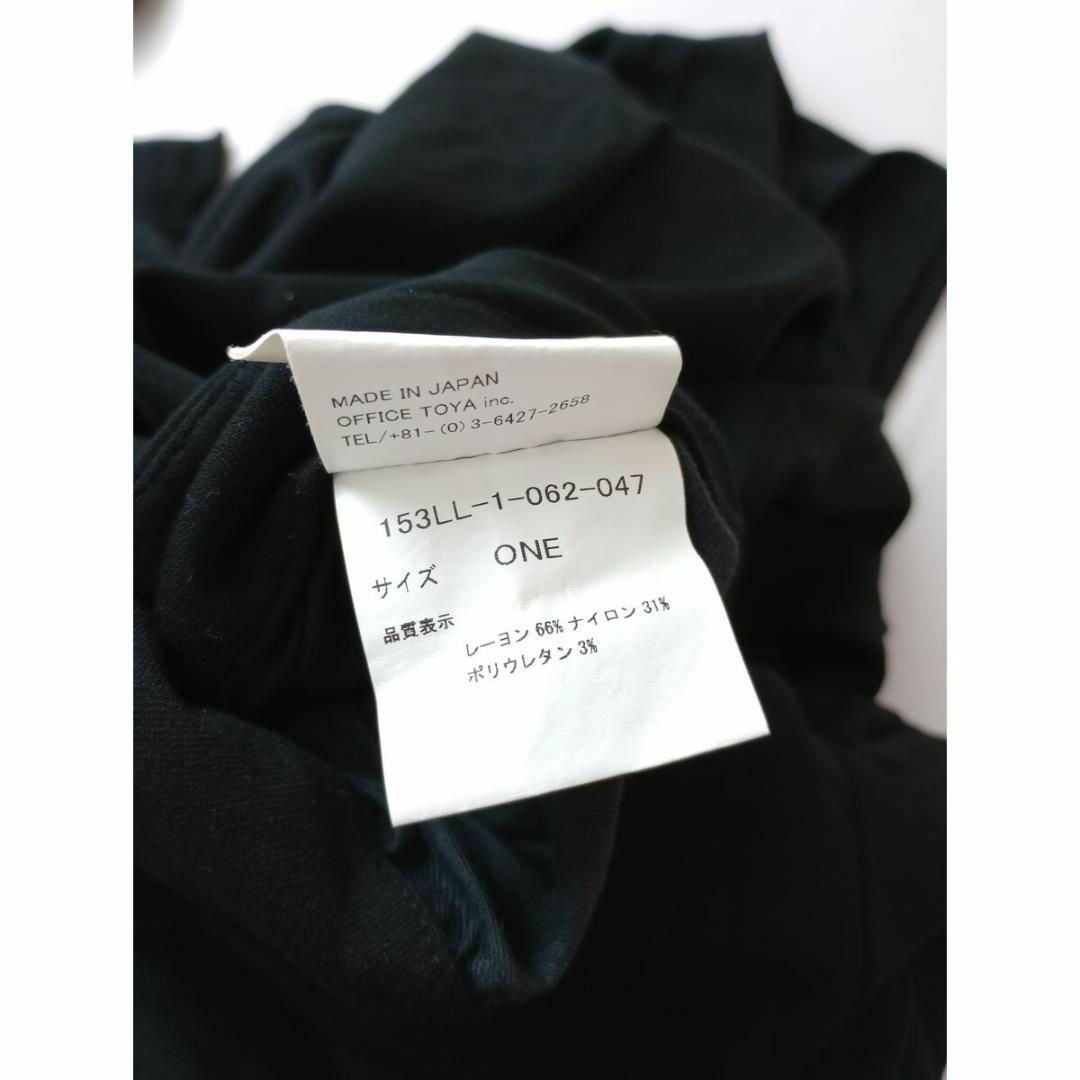 MADE IN JAPAN
OFFICE TOYA inc.
TEL/+81-(0)3-6427-2658
153LL-1-062-047
サイズ ONE
品質表示 レーヨン 66% ナイロン 31%
ポリウレタン 3%